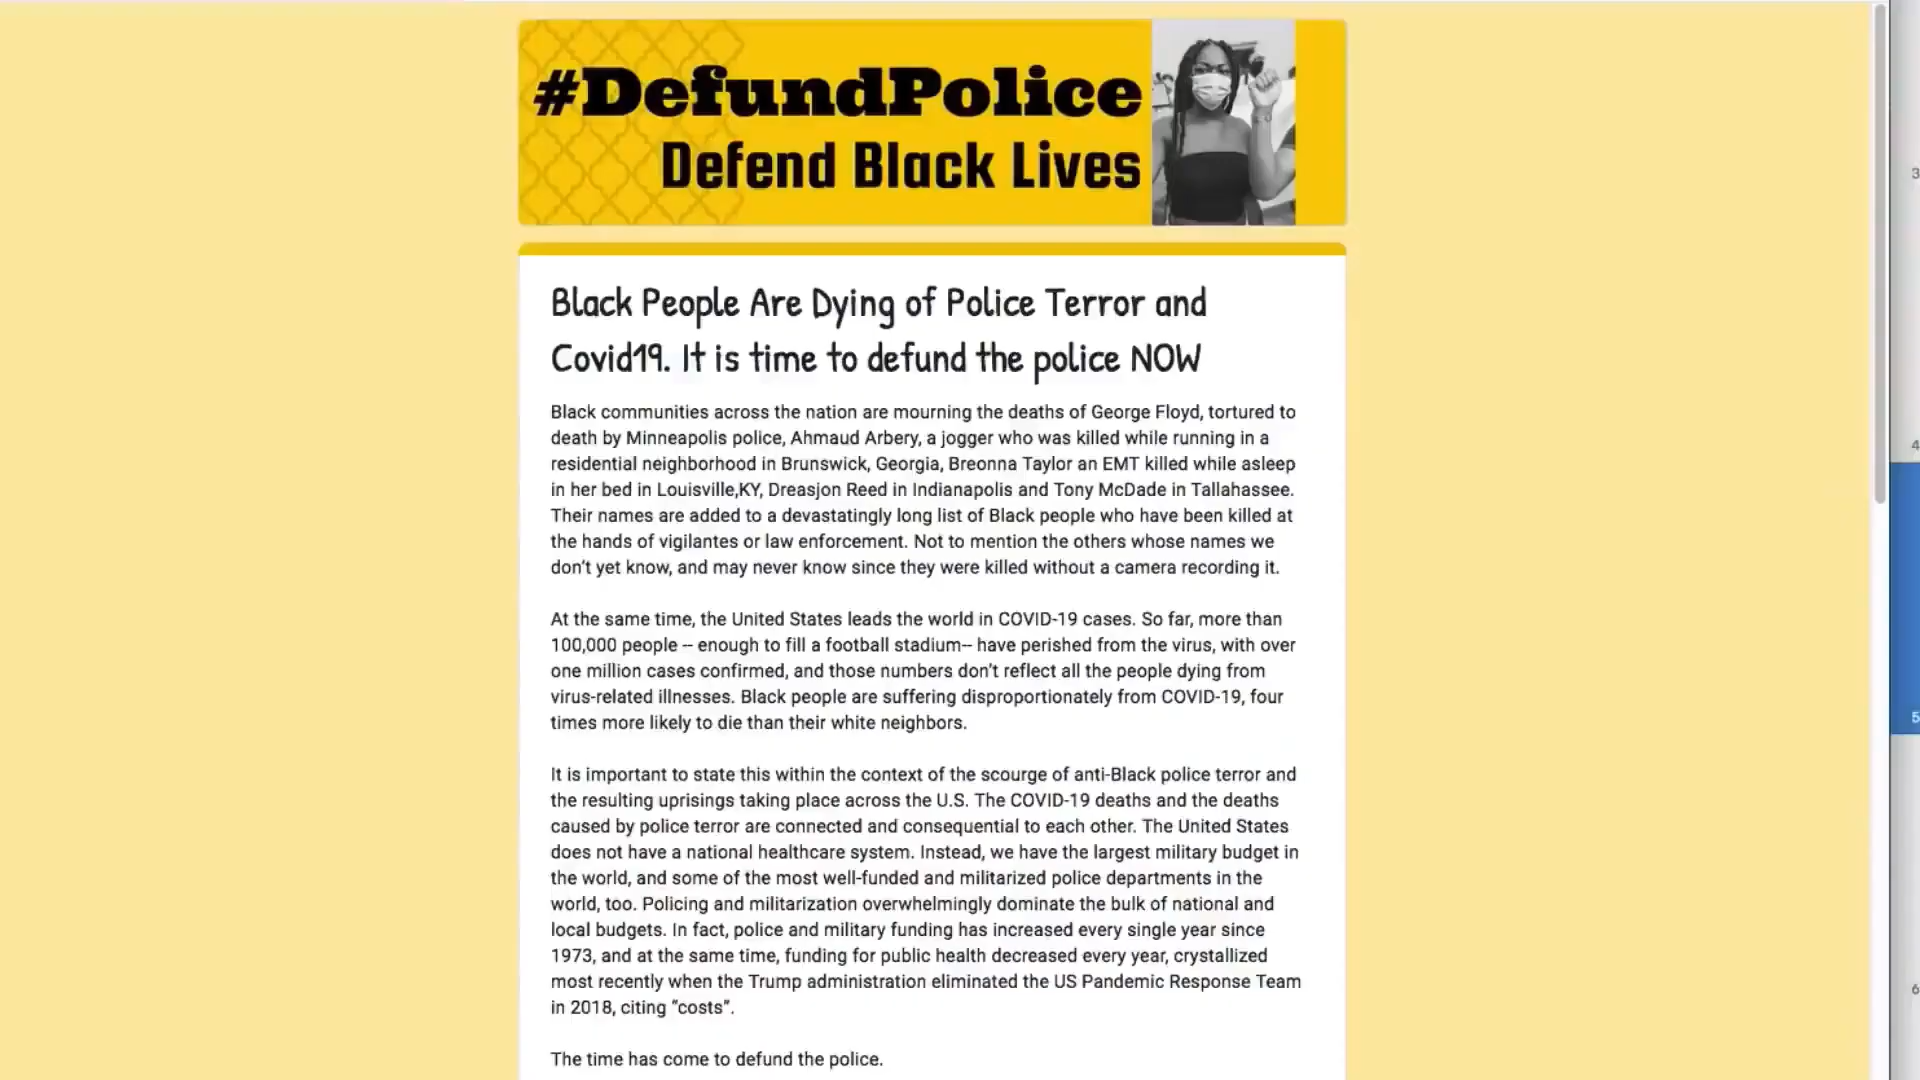 #DefundPolice
Defend Black Lives
Black People Are Dying of Police Terror and
Covid19. It is time to defund the police NOW
Black communities across the nation are mourning the deaths of George Floyd, tortured to
death by Minneapolis police, Ahmaud Arbery, a jogger who was killed while running in a
residential neighborhood in Brunswick, Georgia, Breonna Taylor an EMT killed while asleep
in her bed in Louisville,KY, Dreasjon Reed in Indianapolis and Tony McDade in Tallahassee.
Their names are added to a devastatingly long list of Black people who have been killed at
the hands of vigilantes or law enforcement. Not to mention the others whose names we
don't yet know, and may never know since they were killed without a camera recording it.
At the same time, the United States leads the world in COVID-19 cases. So far, more than
100,000 people -- enough to fill a football stadium-- have perished from the virus, with over
one million cases confirmed, and those numbers don't reflect all the people dying from
virus-related illnesses. Black people are suffering disproportionately from COVID-19, four
times more likely to die than their white neighbors.
It is important to state this within the context of the scourge of anti-Black police terror and
the resulting uprisings taking place across the U.S. The COVID-19 deaths and the deaths
caused by police terror are connected and consequential to each other. The United States
does not have a national healthcare system. Instead, we have the largest military budget in
the world, and some of the most well-funded and militarized police departments in the
world, too. Policing and militarization overwhelmingly dominate the bulk of national and
local budgets. In fact, police and military funding has increased every single year since
1973, and at the same time, funding for public health decreased every year, crystallized
most recently when the Trump administration eliminated the US Pandemic Response Team
in 2018, citing "costs".
The time has come to defund the police.
3
4
5
6